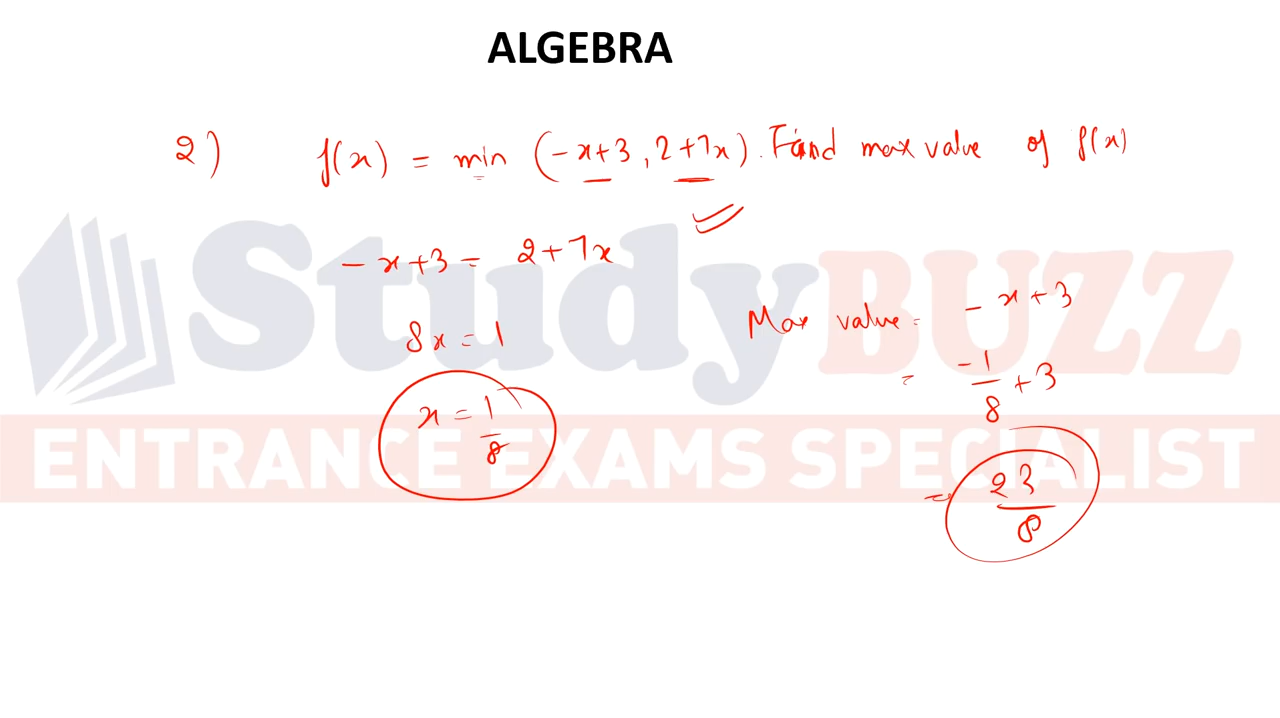 ALGEBRA
2) f(x) = min (-x+3, 2+7x). Find max value of f(x)
-x+3 = 2+7x
8x = 1
x = 1/8
Max value = -x+3
= -1/8 + 3
= 23/8
StudyBUZZ
ENTRANCE EXAMS SPECIALIST